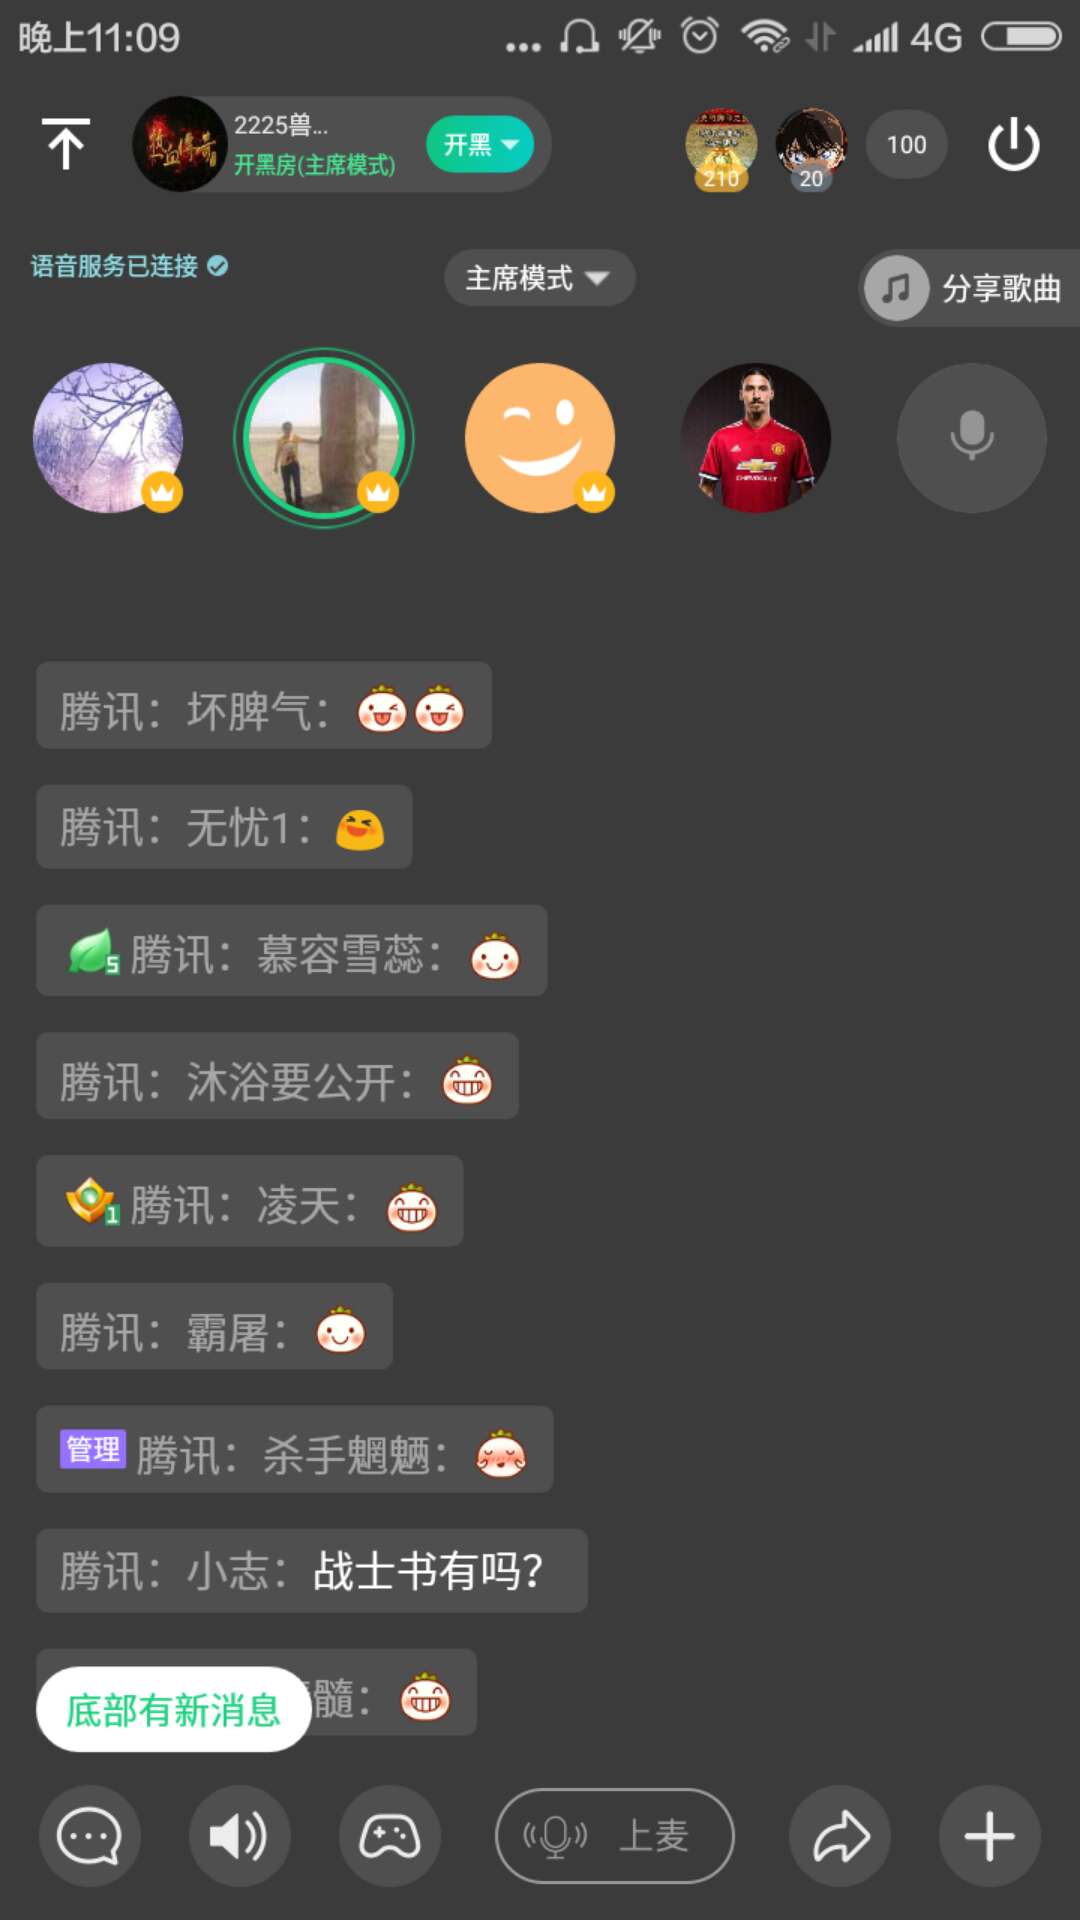 晚上11:09
4G
热血传奇
2225兽...
开黑房(主席模式)
开黑
210
20
100
语音服务已连接
主席模式
分享歌曲
CHEVROLET
腾讯：坏脾气：
腾讯：无忧1：
5 腾讯：慕容雪蕊：
腾讯：沐浴要公开：
1 腾讯：凌天：
腾讯：霸屠：
管理 腾讯：杀手魍魉：
腾讯：小志：战士书有吗？
髓：
底部有新消息
上麦